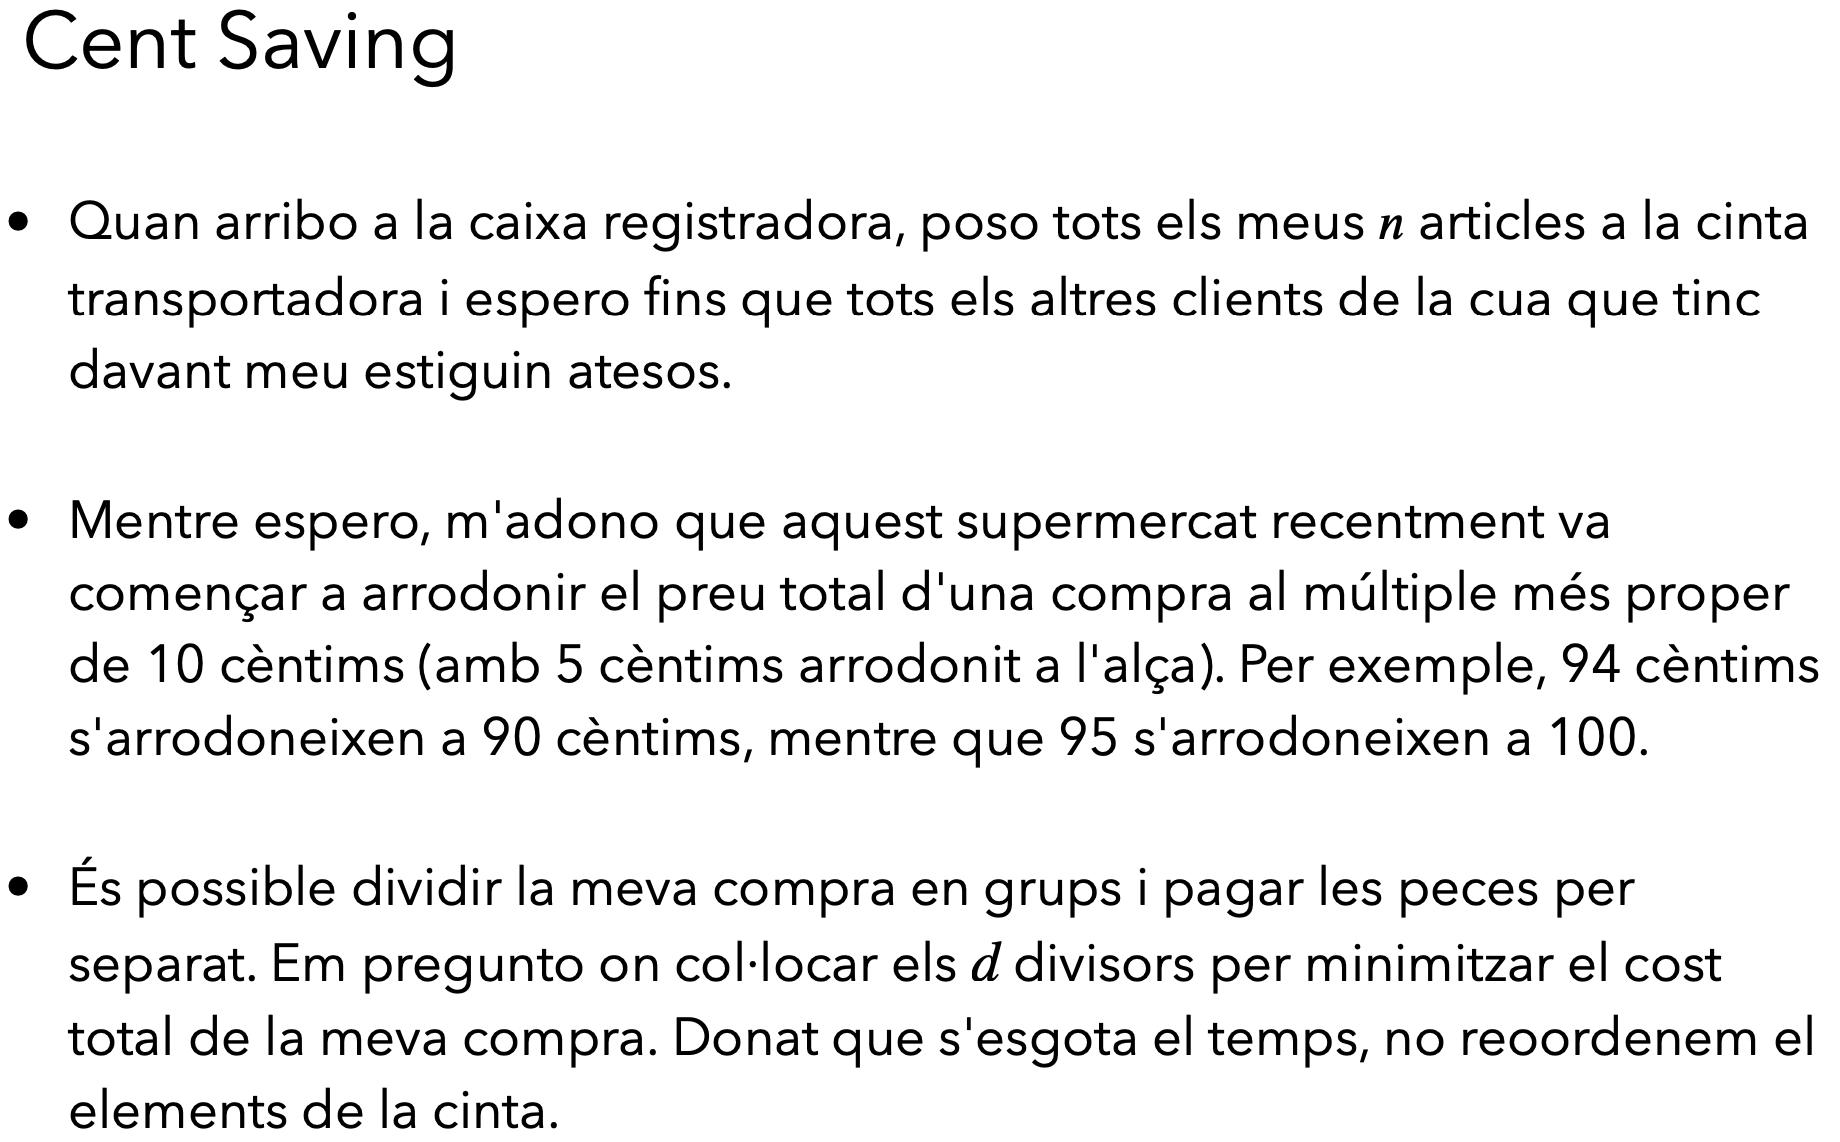 Cent Saving
• Quan arribo a la caixa registradora, poso tots els meus n articles a la cinta
transportadora i espero fins que tots els altres clients de la cua que tinc
davant meu estiguin atesos.
• Mentre espero, m'adono que aquest supermercat recentment va
començar a arrodonir el preu total d'una compra al múltiple més proper
de 10 cèntims (amb 5 cèntims arrodonit a l'alça). Per exemple, 94 cèntims
s'arrodoneixen a 90 cèntims, mentre que 95 s'arrodoneixen a 100.
• És possible dividir la meva compra en grups i pagar les peces per
separat. Em pregunto on col·locar els d divisors per minimitzar el cost
total de la meva compra. Donat que s'esgota el temps, no reoordenem el
elements de la cinta.